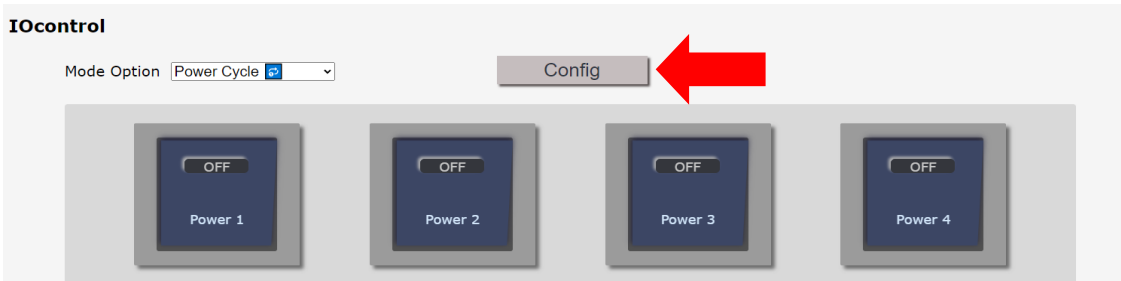 IOcontrol
Mode Option Power Cycle Config
OFF OFF OFF OFF
Power 1 Power 2 Power 3 Power 4